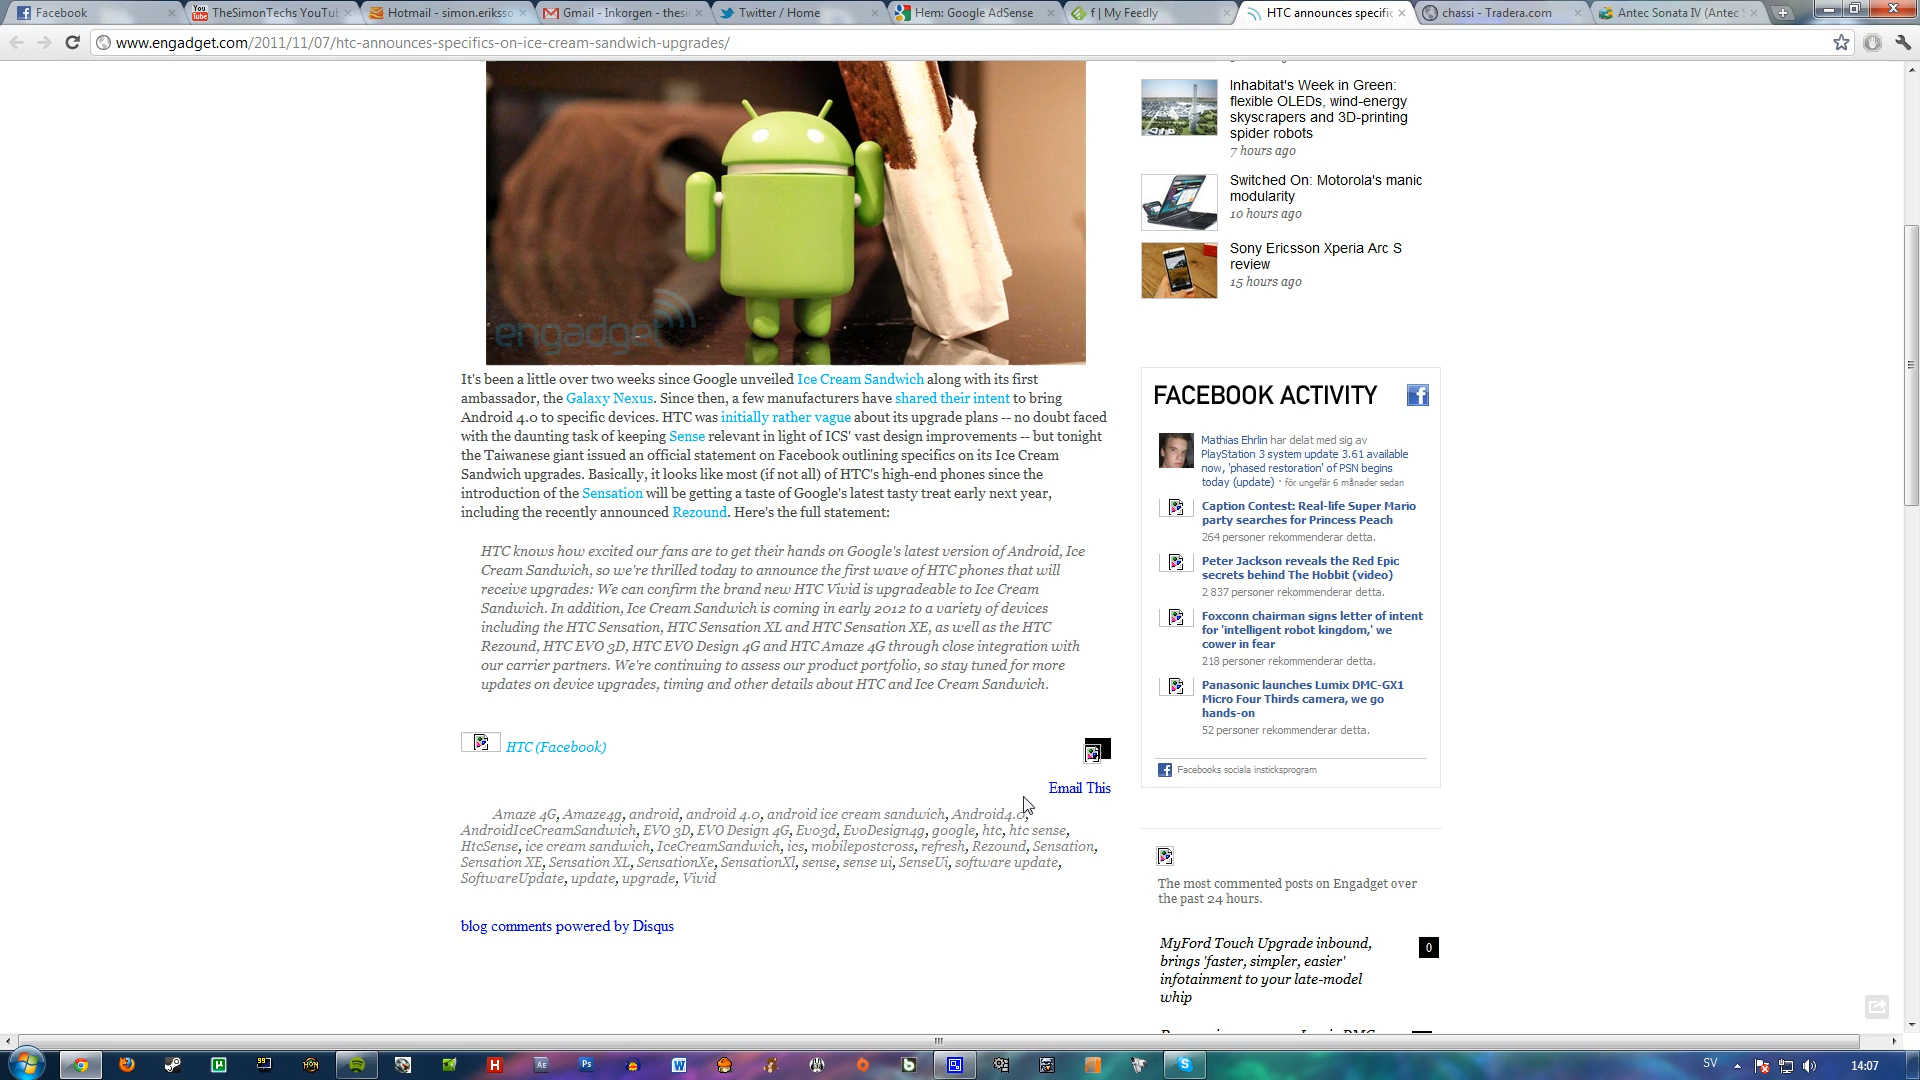 Facebook
You Tube
TheSimonTechs YouTu
Hotmail - simon.eriksso
Gmail - Inkorgen - thesi
Twitter / Home
Hem: Google AdSense
f | My Feedly
HTC announces specific
chassi - Tradera.com
Antec Sonata IV (Antec S
www.engadget.com/2011/11/07/htc-announces-specifics-on-ice-cream-sandwich-upgrades/
engadget
It's been a little over two weeks since Google unveiled Ice Cream Sandwich along with its first
ambassador, the Galaxy Nexus. Since then, a few manufacturers have shared their intent to bring
Android 4.0 to specific devices. HTC was initially rather vague about its upgrade plans -- no doubt faced
with the daunting task of keeping Sense relevant in light of ICS' vast design improvements -- but tonight
the Taiwanese giant issued an official statement on Facebook outlining specifics on its Ice Cream
Sandwich upgrades. Basically, it looks like most (if not all) of HTC's high-end phones since the
introduction of the Sensation will be getting a taste of Google's latest tasty treat early next year,
including the recently announced Rezound. Here's the full statement:
HTC knows how excited our fans are to get their hands on Google's latest version of Android, Ice
Cream Sandwich, so we're thrilled today to announce the first wave of HTC phones that will
receive upgrades: We can confirm the brand new HTC Vivid is upgradeable to Ice Cream
Sandwich. In addition, Ice Cream Sandwich is coming in early 2012 to a variety of devices
including the HTC Sensation, HTC Sensation XL and HTC Sensation XE, as well as the HTC
Rezound, HTC EVO 3D, HTC EVO Design 4G and HTC Amaze 4G through close integration with
our carrier partners. We're continuing to assess our product portfolio, so stay tuned for more
updates on device upgrades, timing and other details about HTC and Ice Cream Sandwich.
HTC (Facebook)
Email This
Amaze 4G, Amaze4g, android, android 4.0, android ice cream sandwich, Android4.0,
AndroidIceCreamSandwich, EVO 3D, EVO Design 4G, Evo3d, EvoDesign4g, google, htc, htc sense,
HtcSense, ice cream sandwich, IceCreamSandwich, ics, mobilepostcross, refresh, Rezound, Sensation,
Sensation XE, Sensation XL, SensationXe, SensationXl, sense, sense ui, SenseUi, software update,
SoftwareUpdate, update, upgrade, Vivid
blog comments powered by Disqus
Inhabitat's Week in Green:
flexible OLEDs, wind-energy
skyscrapers and 3D-printing
spider robots
7 hours ago
Switched On: Motorola's manic
modularity
10 hours ago
Sony Ericsson Xperia Arc S
review
15 hours ago
FACEBOOK ACTIVITY
Mathias Ehrlin har delat med sig av
PlayStation 3 system update 3.61 available
now, 'phased restoration' of PSN begins
today (update) · för ungefär 6 månader sedan
Caption Contest: Real-life Super Mario
party searches for Princess Peach
264 personer rekommenderar detta.
Peter Jackson reveals the Red Epic
secrets behind The Hobbit (video)
2 837 personer rekommenderar detta.
Foxconn chairman signs letter of intent
for 'intelligent robot kingdom,' we
cower in fear
218 personer rekommenderar detta.
Panasonic launches Lumix DMC-GX1
Micro Four Thirds camera, we go
hands-on
52 personer rekommenderar detta.
Facebooks sociala insticksprogram
The most commented posts on Engadget over
the past 24 hours.
MyFord Touch Upgrade inbound,
brings 'faster, simpler, easier'
infotainment to your late-model
whip
0
SV
14:07